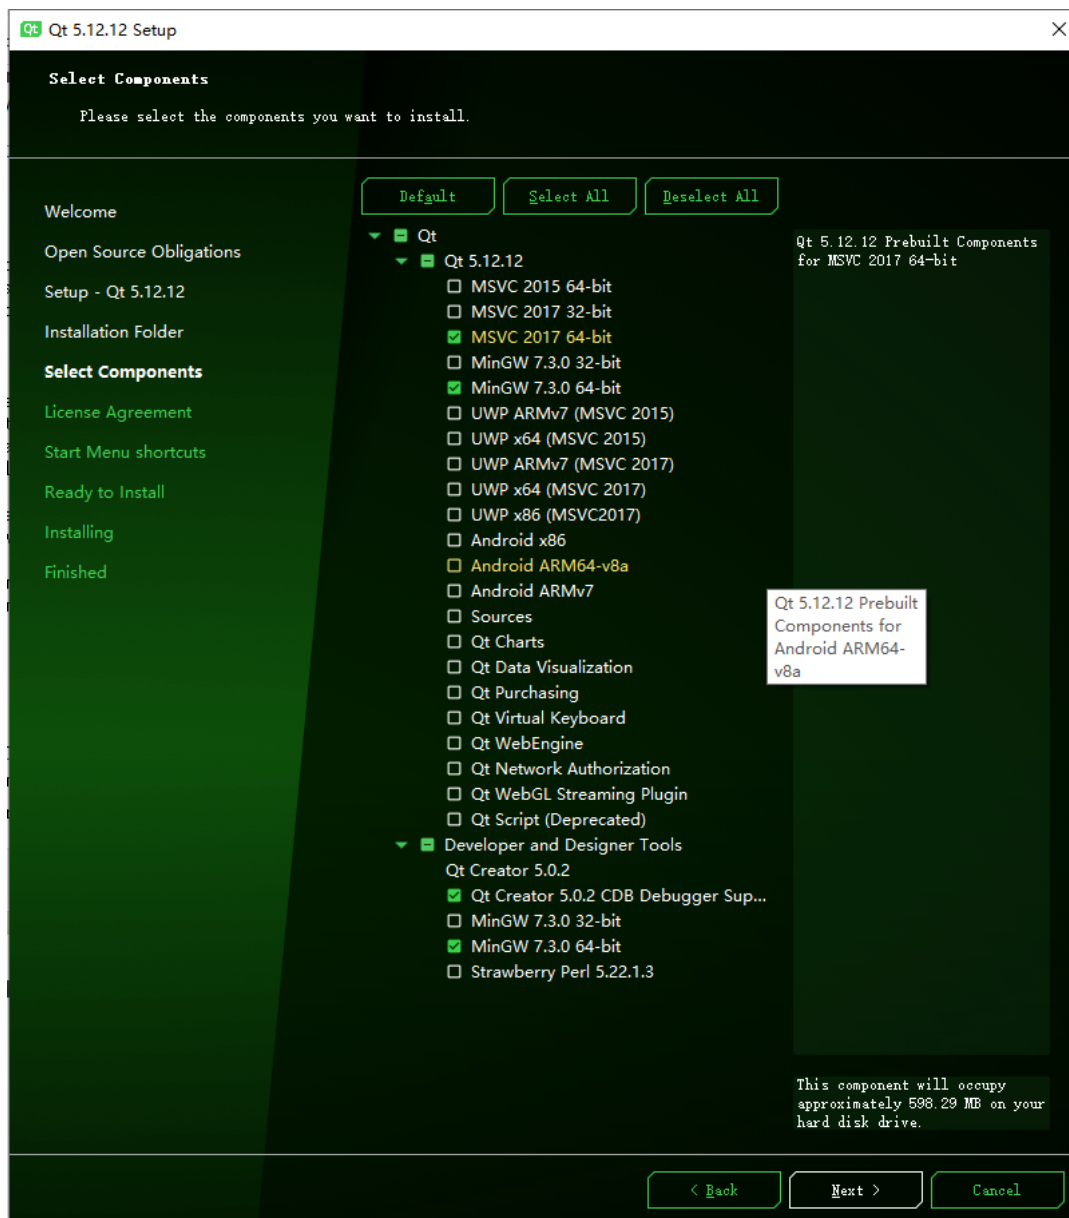 Qt Qt 5.12.12 Setup
Select Components
Please select the components you want to install.
Welcome
Open Source Obligations
Setup - Qt 5.12.12
Installation Folder
Select Components
License Agreement
Start Menu shortcuts
Ready to Install
Installing
Finished
Default Select All Deselect All
Qt
Qt 5.12.12
MSVC 2015 64-bit
MSVC 2017 32-bit
MSVC 2017 64-bit
MinGW 7.3.0 32-bit
MinGW 7.3.0 64-bit
UWP ARMv7 (MSVC 2015)
UWP x64 (MSVC 2015)
UWP ARMv7 (MSVC 2017)
UWP x64 (MSVC 2017)
UWP x86 (MSVC2017)
Android x86
Android ARM64-v8a
Android ARMv7
Sources
Qt Charts
Qt Data Visualization
Qt Purchasing
Qt Virtual Keyboard
Qt WebEngine
Qt Network Authorization
Qt WebGL Streaming Plugin
Qt Script (Deprecated)
Developer and Designer Tools
Qt Creator 5.0.2
Qt Creator 5.0.2 CDB Debugger Sup...
MinGW 7.3.0 32-bit
MinGW 7.3.0 64-bit
Strawberry Perl 5.22.1.3
Qt 5.12.12 Prebuilt Components
for MSVC 2017 64-bit
Qt 5.12.12 Prebuilt
Components for
Android ARM64-
v8a
This component will occupy
approximately 598.29 MB on your
hard disk drive.
< Back Next > Cancel